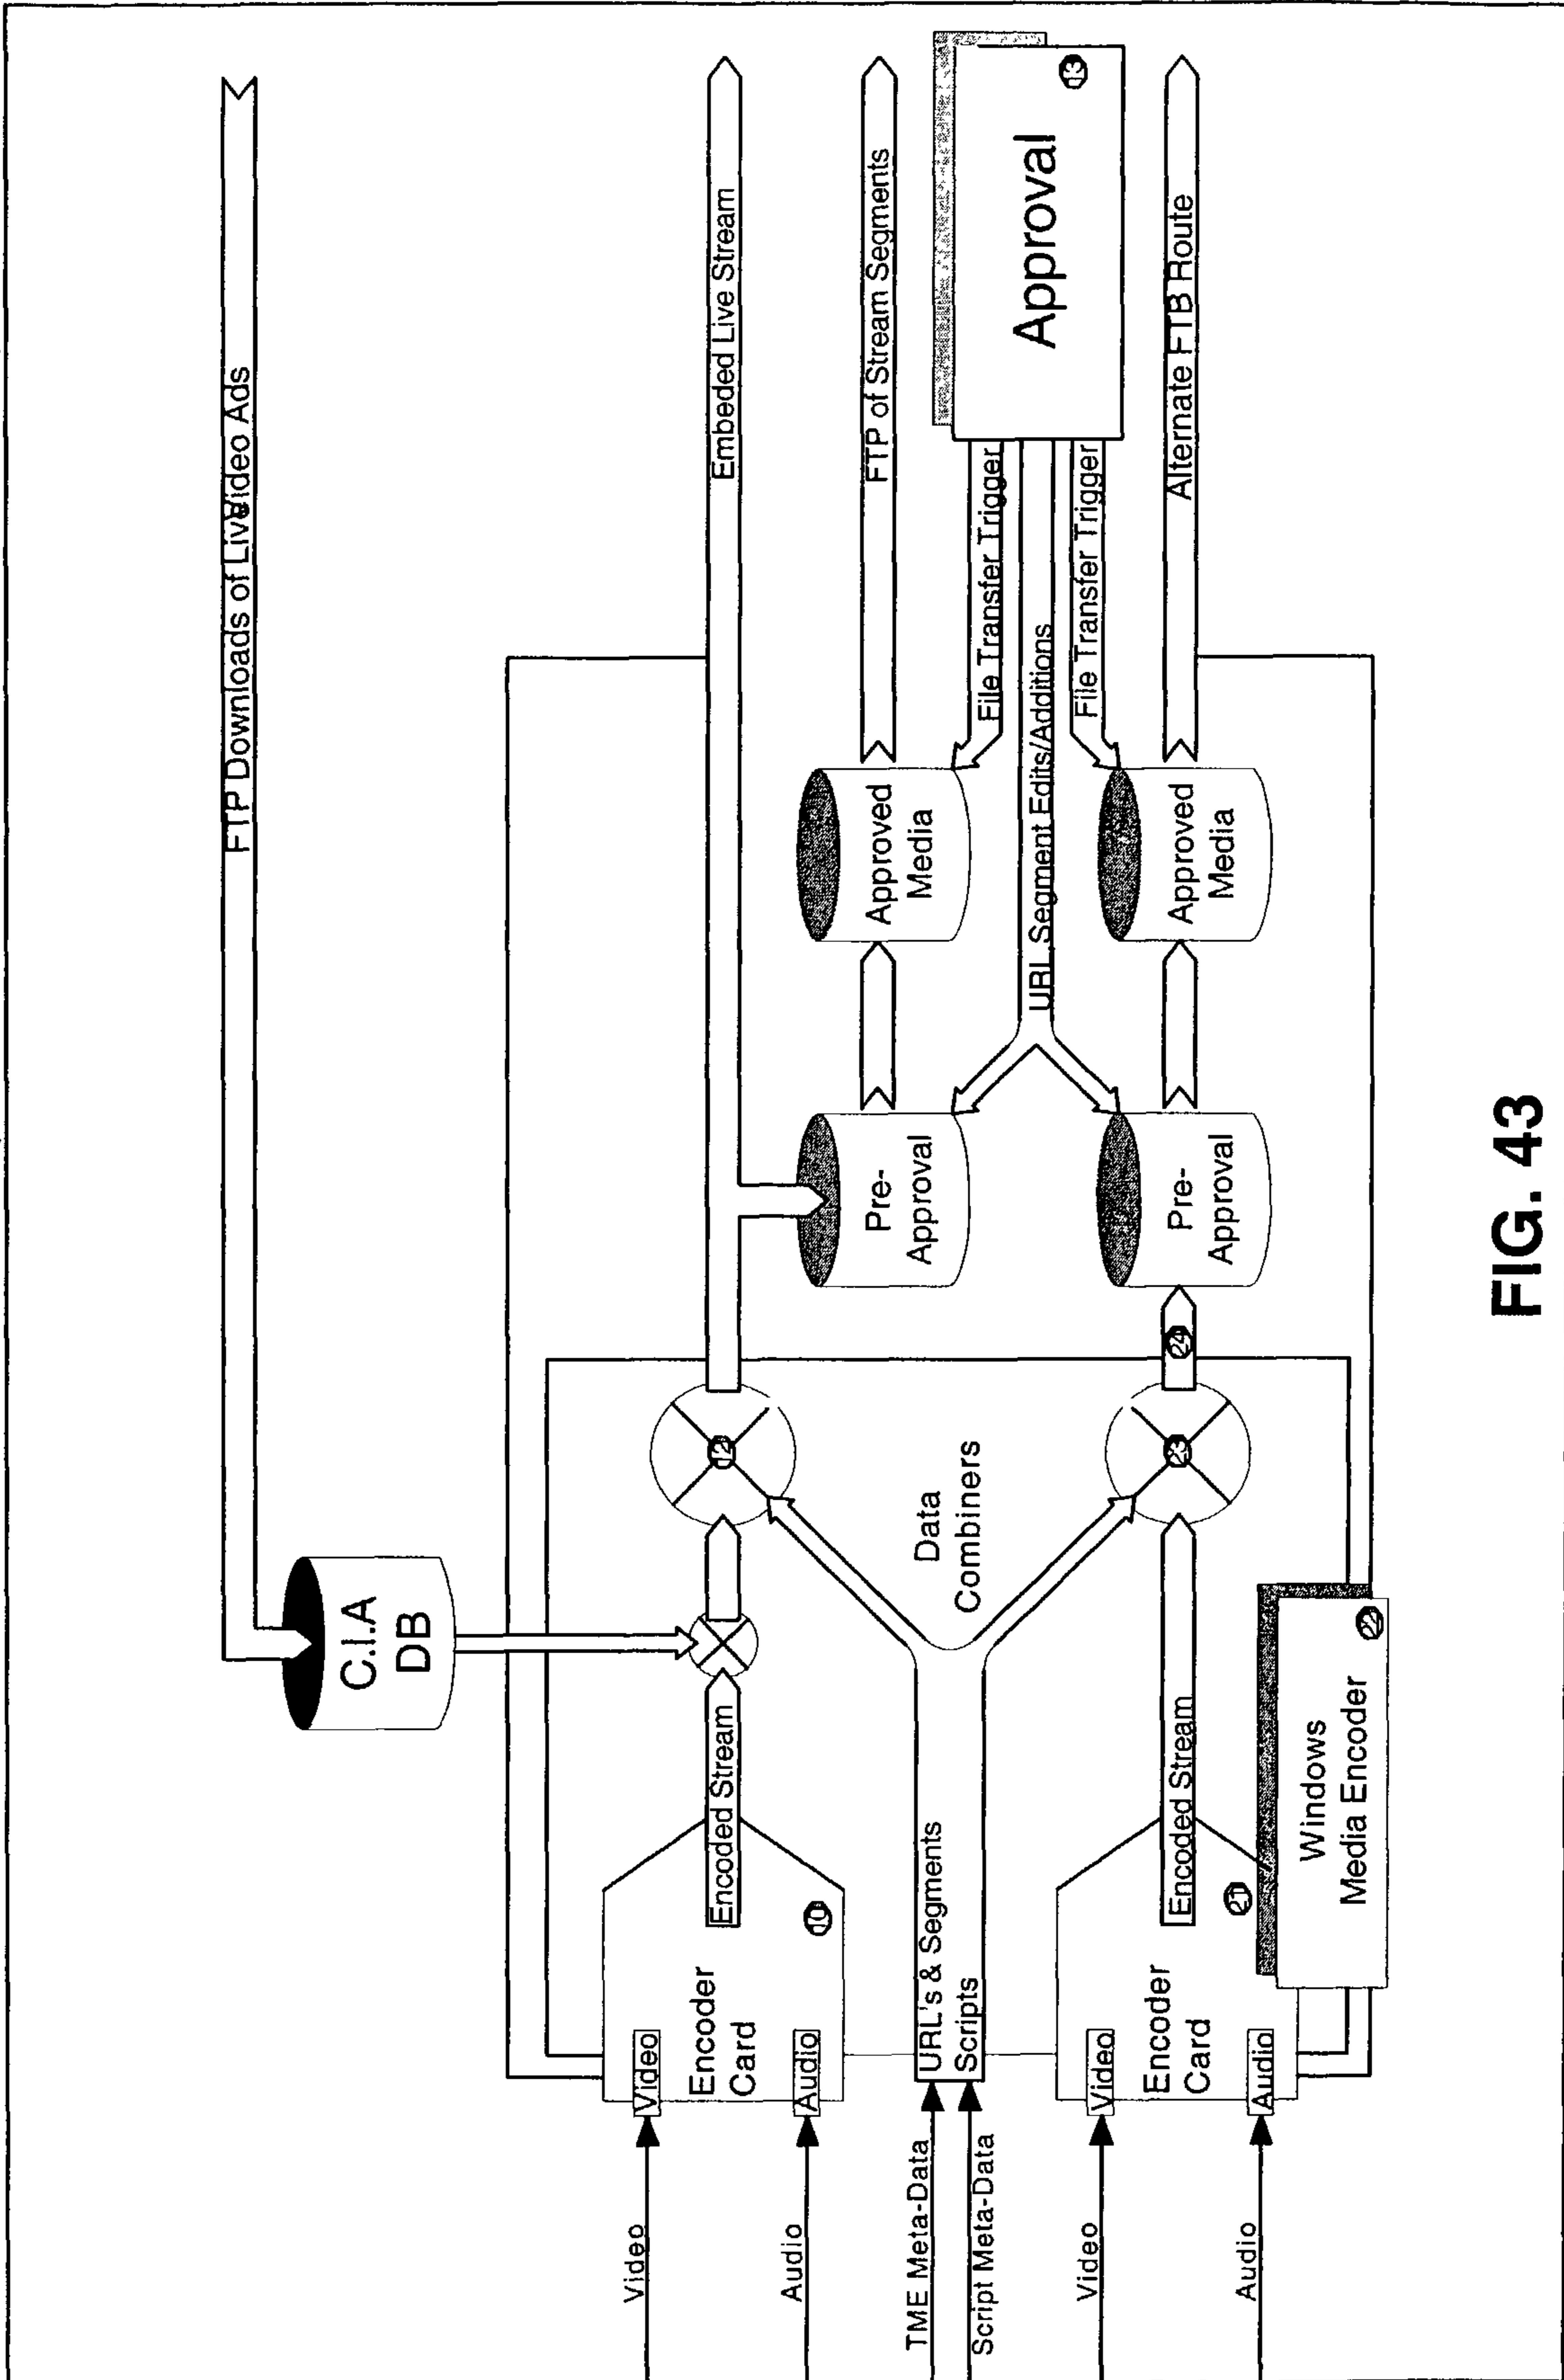 FTP Downloads of Live Video Ads
C.I.A
DB
Embeded Live Stream
FTP of Stream Segments
Approval
13
File Transfer Trigger
URL Segment Edits/Additions
File Transfer Trigger
Alternate FTB Route
Approved
Media
Approved
Media
Pre-
Approval
Pre-
Approval
24
12
23
Data
Combiners
Encoded Stream
Encoder
Card
10
Video
Audio
URL's & Segments
Scripts
Encoded Stream
Encoder
Card
21
Video
Audio
Windows
Media Encoder
22
Video
Audio
TME Meta-Data
Script Meta-Data
Video
Audio
FIG. 43